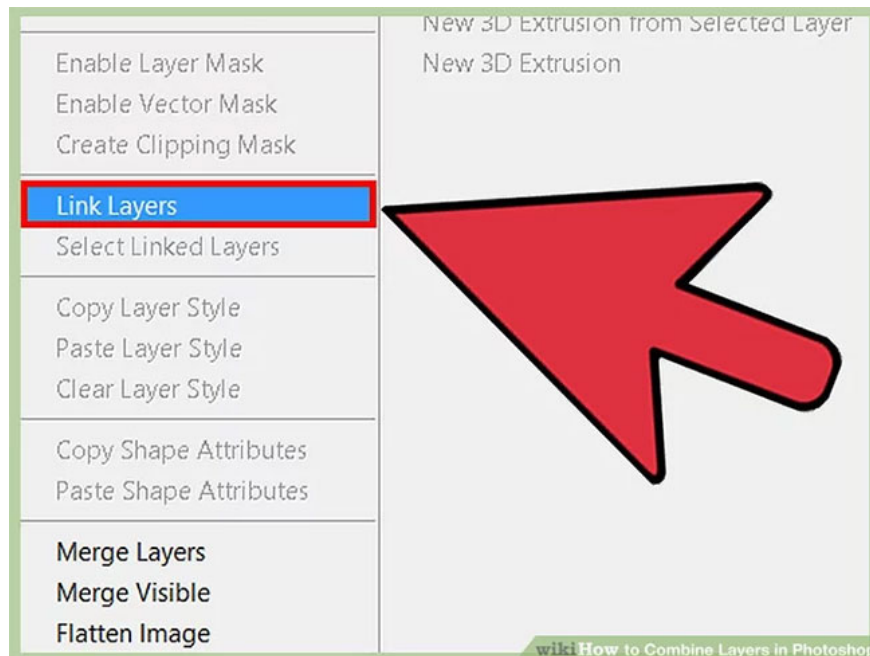 New 3D Extrusion from Selected Layer
New 3D Extrusion
Enable Layer Mask
Enable Vector Mask
Create Clipping Mask
Link Layers
Select Linked Layers
Copy Layer Style
Paste Layer Style
Clear Layer Style
Copy Shape Attributes
Paste Shape Attributes
Merge Layers
Merge Visible
Flatten Image
wikiHow to Combine Layers in Photoshop